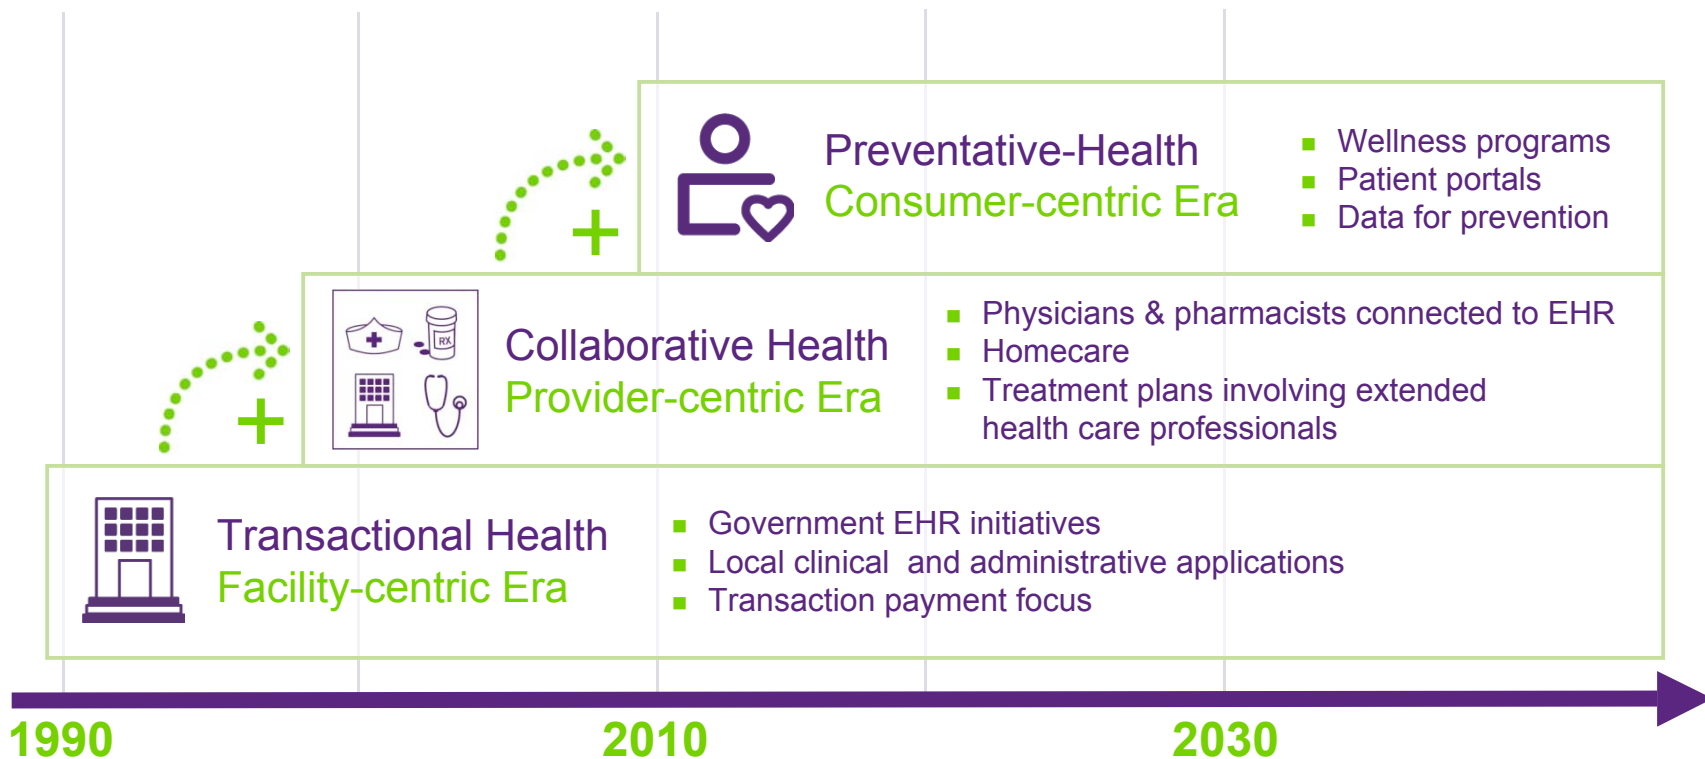 Preventative-Health
Consumer-centric Era
Wellness programs
Patient portals
Data for prevention
RX
Collaborative Health
Provider-centric Era
Physicians & pharmacists connected to EHR
Homecare
Treatment plans involving extended
health care professionals
Transactional Health
Facility-centric Era
Government EHR initiatives
Local clinical and administrative applications
Transaction payment focus
1990
2010
2030